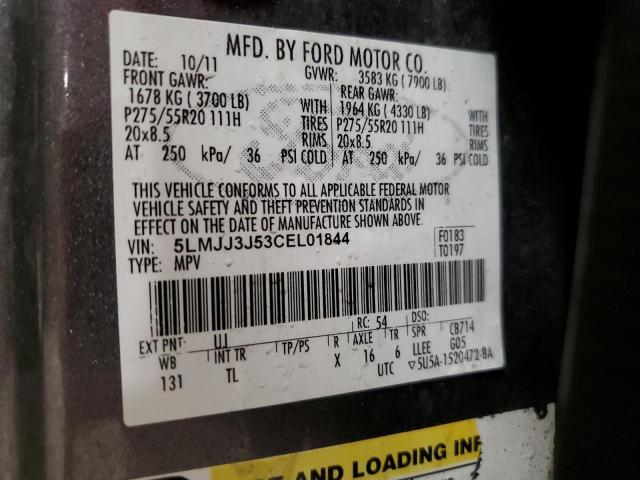 MFD. BY FORD MOTOR CO.
DATE: 10/11 GVWR: 3583 KG ( 7900 LB)
FRONT GAWR: REAR GAWR:
1678 KG ( 3700 LB) WITH 1964 KG ( 4330 LB) WITH
P275/55R20 111H TIRES P275/55R20 111H TIRES
20x8.5 RIMS 20x8.5 RIMS
AT 250 kPa/ 36 PSI COLD AT 250 kPa/ 36 PSI COLD
THIS VEHICLE CONFORMS TO ALL APPLICABLE FEDERAL MOTOR
VEHICLE SAFETY AND THEFT PREVENTION STANDARDS IN
EFFECT ON THE DATE OF MANUFACTURE SHOWN ABOVE.
VIN: 5LMJJ3J53CEL01844 F0183
TYPE: MPV T0197
EXT PNT: UJ RC: 54 DSO:
WB INT TR TP/PS R AXLE TR SPR CB714
131 TL X 16 6 LLEE G05
UTC ▽5U5A-1520472-BA
AND LOADING INF